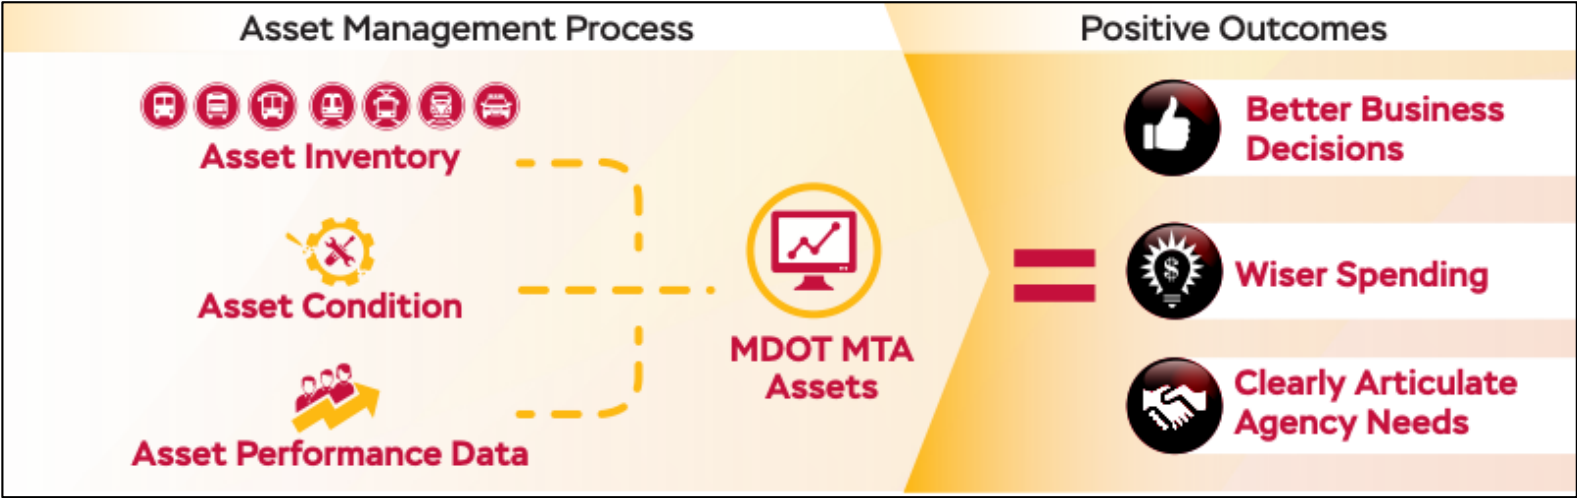 Asset Management Process
Positive Outcomes
Asset Inventory
Asset Condition
Asset Performance Data
MDOT MTA
Assets
Better Business
Decisions
$
Wiser Spending
Clearly Articulate
Agency Needs